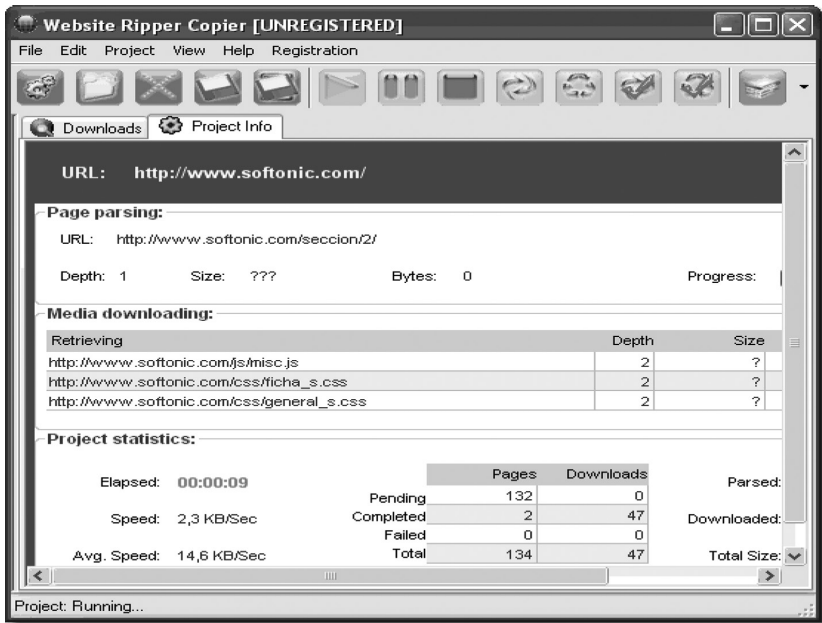 Website Ripper Copier [UNREGISTERED]
File Edit Project View Help Registration
Downloads Project Info
URL: http://www.softonic.com/
Page parsing:
URL: http://www.softonic.com/seccion/2/
Depth: 1 Size: ??? Bytes: 0 Progress:
Media downloading:
Retrieving Depth Size
http://www.softonic.com/js/misc.js 2 ?
http://www.softonic.com/css/ficha_s.css 2 ?
http://www.softonic.com/css/general_s.css 2 ?
Project statistics:
Pages Downloads
Elapsed: 00:00:09 Parsed:
Pending 132 0
Speed: 2,3 KB/Sec Completed 2 47 Downloaded:
Failed 0 0
Avg. Speed: 14,6 KB/Sec Total 134 47 Total Size:
Project: Running...